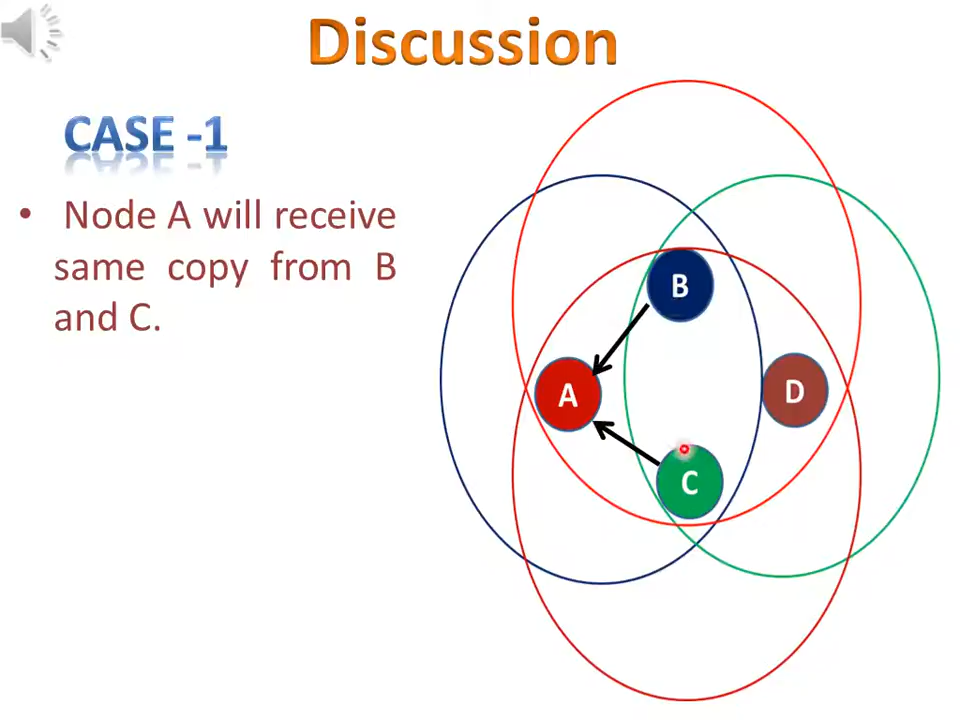 Discussion
CASE -1
• Node A will receive
same copy from B
and C.
B
A
D
C